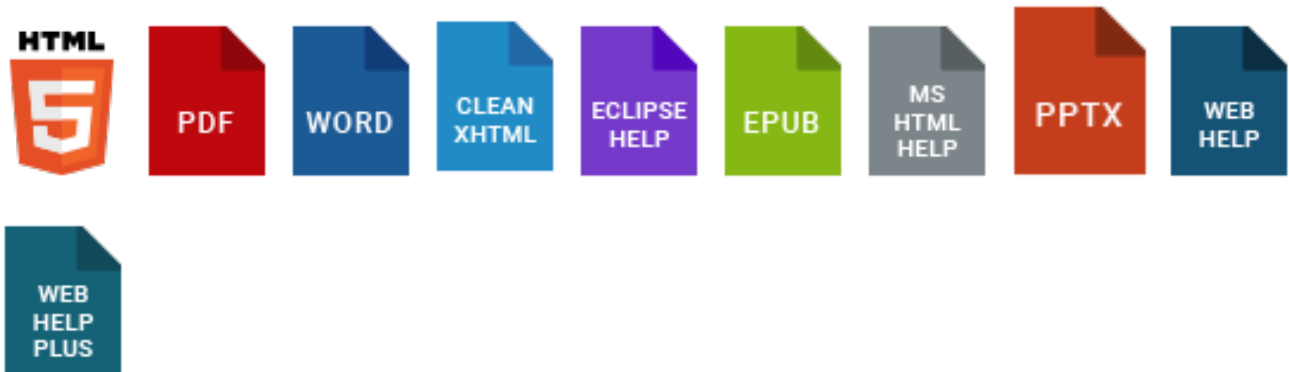 HTML
5
PDF
WORD
CLEAN
XHTML
ECLIPSE
HELP
EPUB
MS
HTML
HELP
PPTX
WEB
HELP
WEB
HELP
PLUS